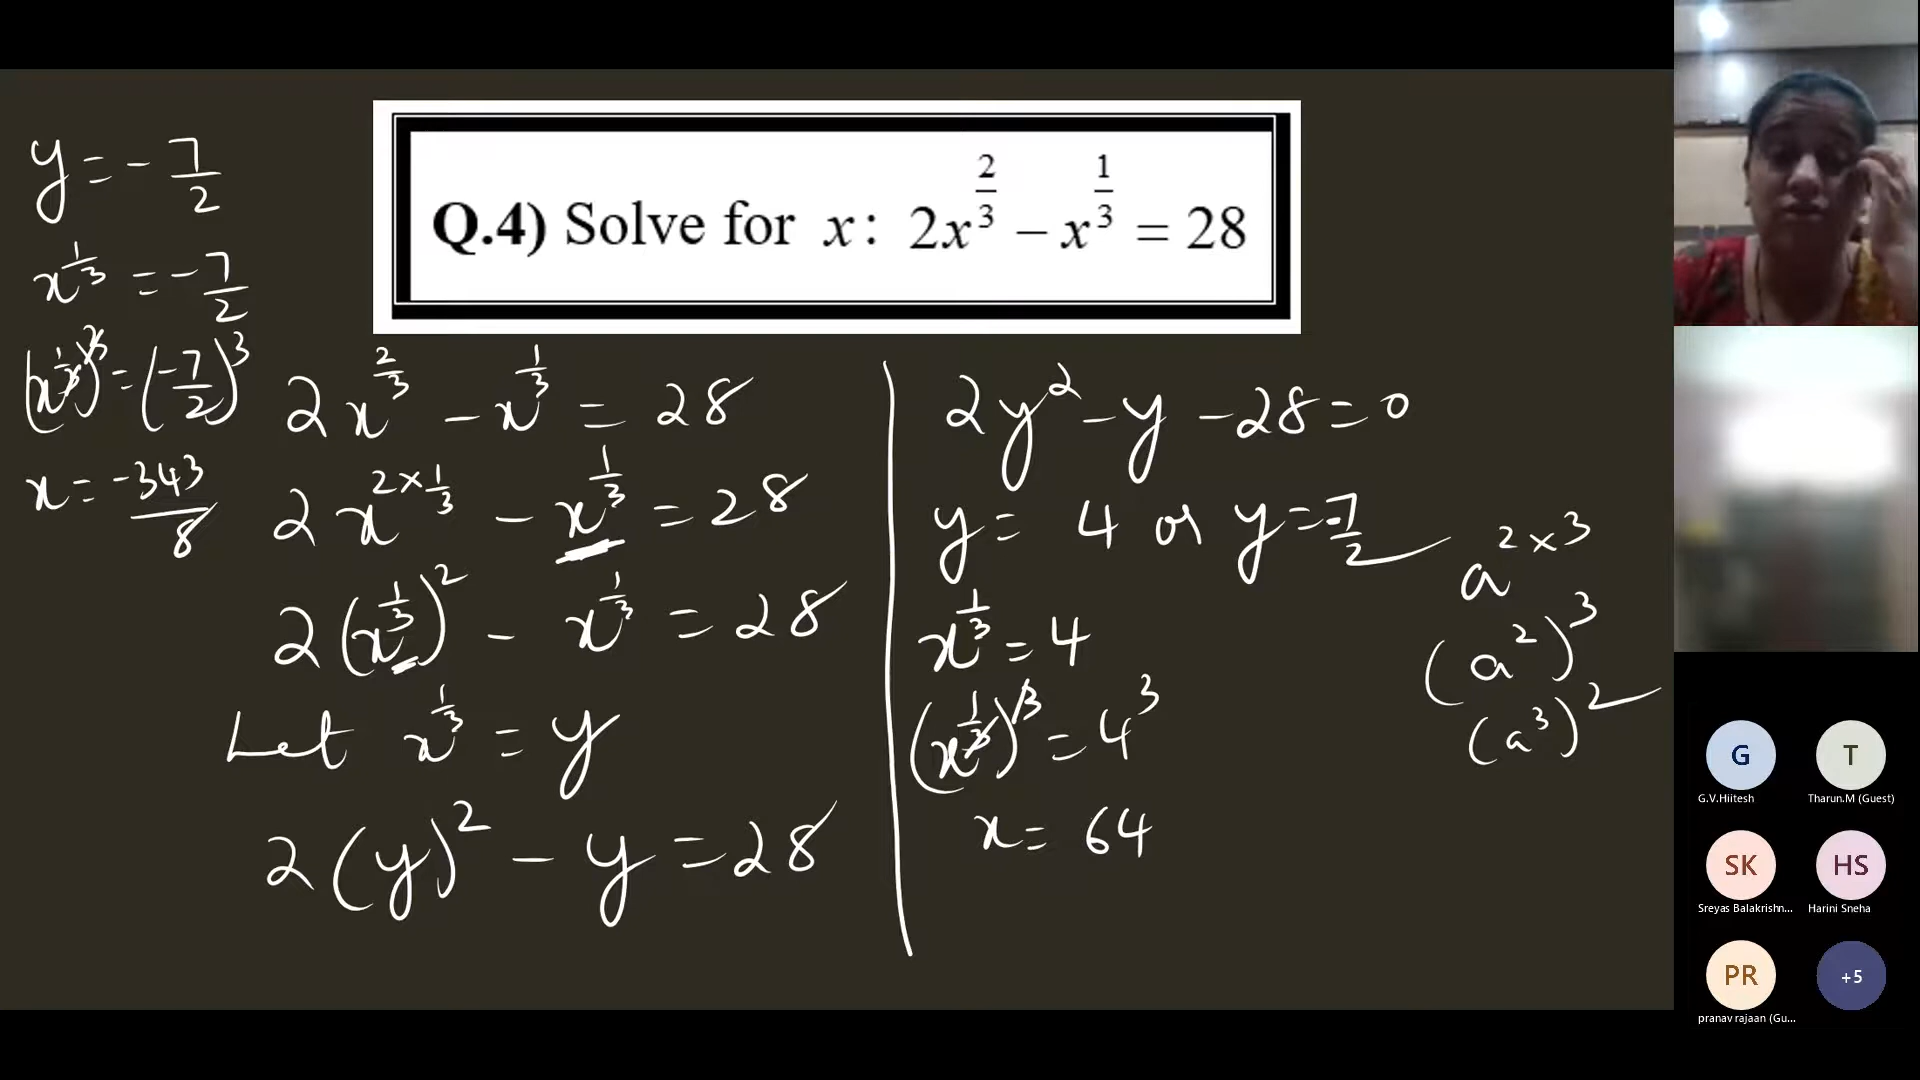 Q.4) Solve for x: 2x^(2/3) − x^(1/3) = 28
y = -7/2
x^(1/3) = -7/2
(x^(1/3))^3 = (-7/2)^3
x = -343/8
2x^(2/3) - x^(1/3) = 28
2x^(2×1/3) - x^(1/3) = 28
2(x^(1/3))^2 - x^(1/3) = 28
Let x^(1/3) = y
2(y)^2 - y = 28
2y^2 - y - 28 = 0
y = 4 or y = -7/2
x^(1/3) = 4
(x^(1/3))^3 = 4^3
x = 64
a^(2×3)
(a^2)^3
(a^3)^2
G
T
G.V.Hiitesh
Tharun.M (Guest)
SK
HS
Sreyas Balakrishn...
Harini Sneha
PR
+5
pranav rajaan (Gu...